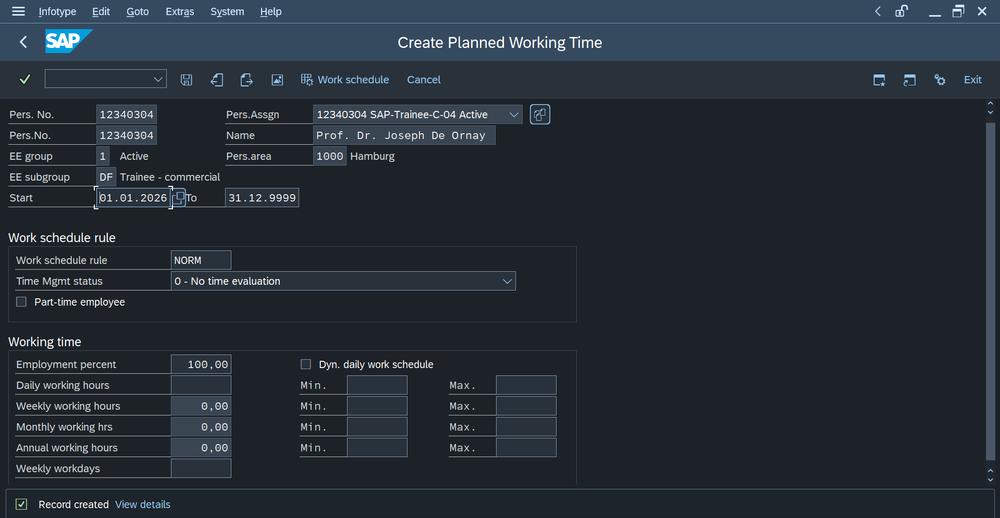 Infotype Edit Goto Extras System Help
SAP Create Planned Working Time
Work schedule Cancel Exit
Pers. No. 12340304 Pers.Assgn 12340304 SAP-Trainee-C-04 Active
Pers.No. 12340304 Name Prof. Dr. Joseph De Ornay
EE group 1 Active Pers.area 1000 Hamburg
EE subgroup DF Trainee - commercial
Start 01.01.2026 To 31.12.9999
Work schedule rule
Work schedule rule NORM
Time Mgmt status 0 - No time evaluation
Part-time employee
Working time
Employment percent 100,00 Dyn. daily work schedule
Daily working hours Min. Max.
Weekly working hours 0,00 Min. Max.
Monthly working hrs 0,00 Min. Max.
Annual working hours 0,00 Min. Max.
Weekly workdays
Record created View details